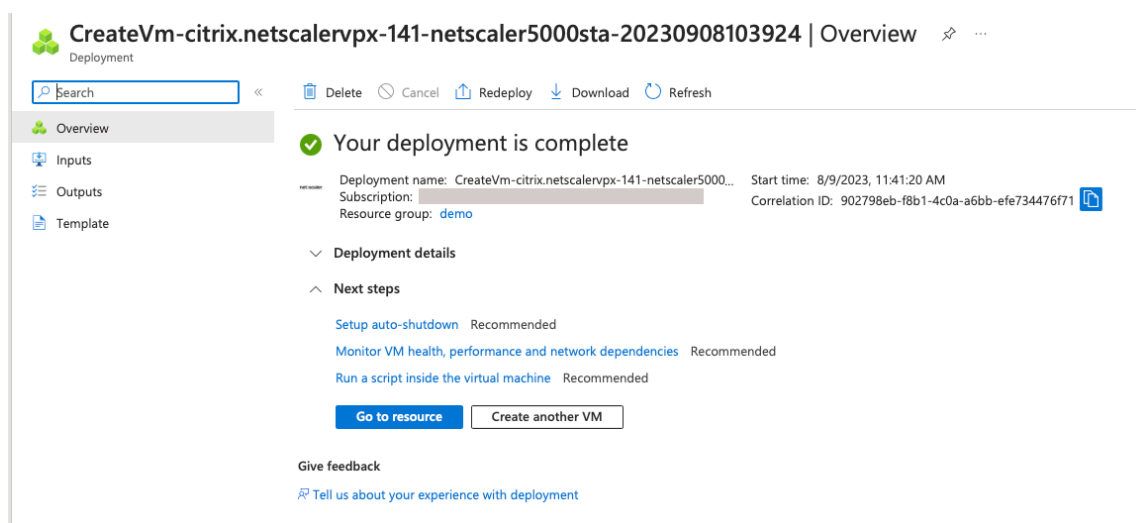 CreateVm-citrix.netscalervpx-141-netscaler5000sta-20230908103924 | Overview
Deployment
Search
Delete Cancel Redeploy Download Refresh
Overview
Inputs
Outputs
Template
Your deployment is complete
Deployment name: CreateVm-citrix.netscalervpx-141-netscaler5000... Start time: 8/9/2023, 11:41:20 AM
Subscription: Correlation ID: 902798eb-f8b1-4c0a-a6bb-efe734476f71
Resource group: demo
Deployment details
Next steps
Setup auto-shutdown Recommended
Monitor VM health, performance and network dependencies Recommended
Run a script inside the virtual machine Recommended
Go to resource Create another VM
Give feedback
Tell us about your experience with deployment